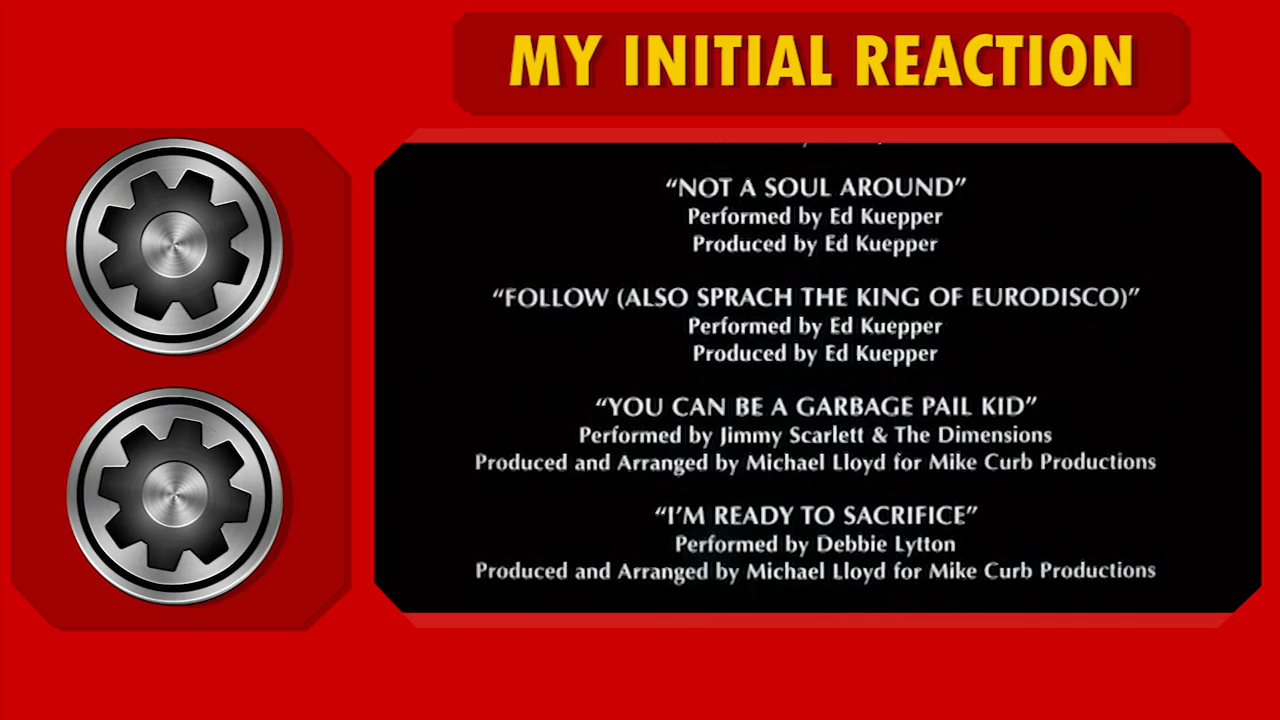 MY INITIAL REACTION
“NOT A SOUL AROUND”
Performed by Ed Kuepper
Produced by Ed Kuepper
“FOLLOW (ALSO SPRACH THE KING OF EURODISCO)”
Performed by Ed Kuepper
Produced by Ed Kuepper
“YOU CAN BE A GARBAGE PAIL KID”
Performed by Jimmy Scarlett & The Dimensions
Produced and Arranged by Michael Lloyd for Mike Curb Productions
“I’M READY TO SACRIFICE”
Performed by Debbie Lytton
Produced and Arranged by Michael Lloyd for Mike Curb Productions